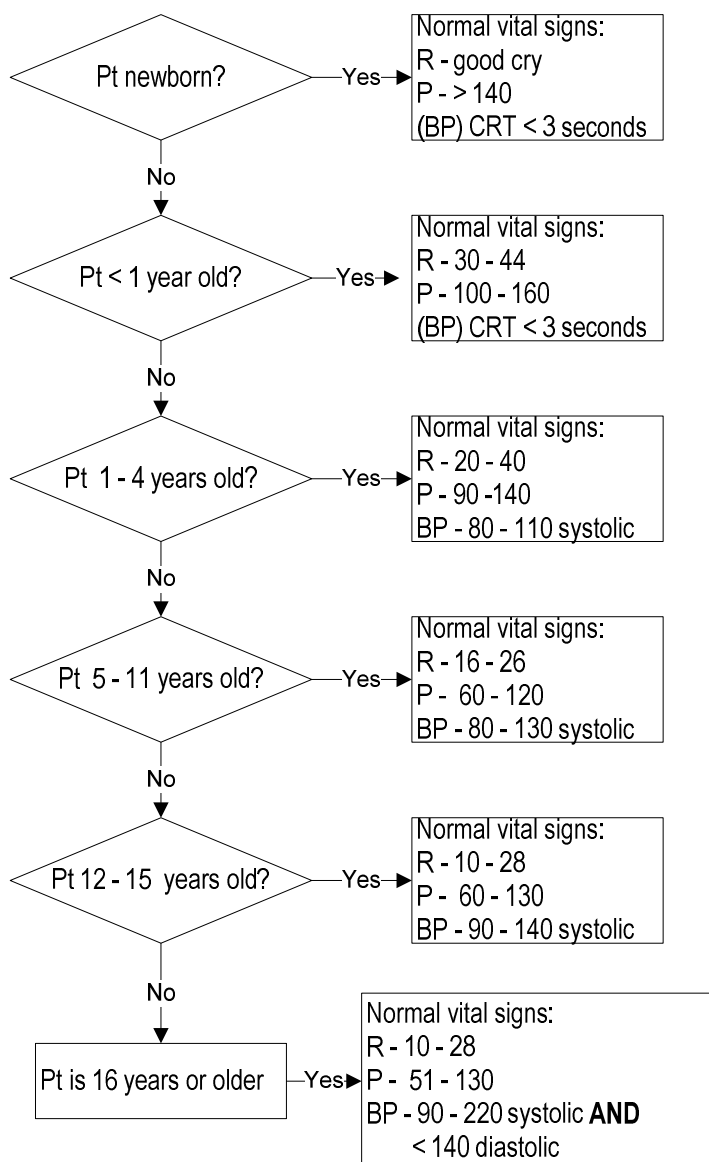 Pt newborn?
Yes
Normal vital signs:
R - good cry
P - > 140
(BP) CRT < 3 seconds
No
Pt < 1 year old?
Yes
Normal vital signs:
R - 30 - 44
P - 100 - 160
(BP) CRT < 3 seconds
No
Pt 1 - 4 years old?
Yes
Normal vital signs:
R - 20 - 40
P - 90 -140
BP - 80 - 110 systolic
No
Pt 5 - 11 years old?
Yes
Normal vital signs:
R - 16 - 26
P - 60 - 120
BP - 80 - 130 systolic
No
Pt 12 - 15 years old?
Yes
Normal vital signs:
R - 10 - 28
P - 60 - 130
BP - 90 - 140 systolic
No
Pt is 16 years or older
Yes
Normal vital signs:
R - 10 - 28
P - 51 - 130
BP - 90 - 220 systolic AND
< 140 diastolic